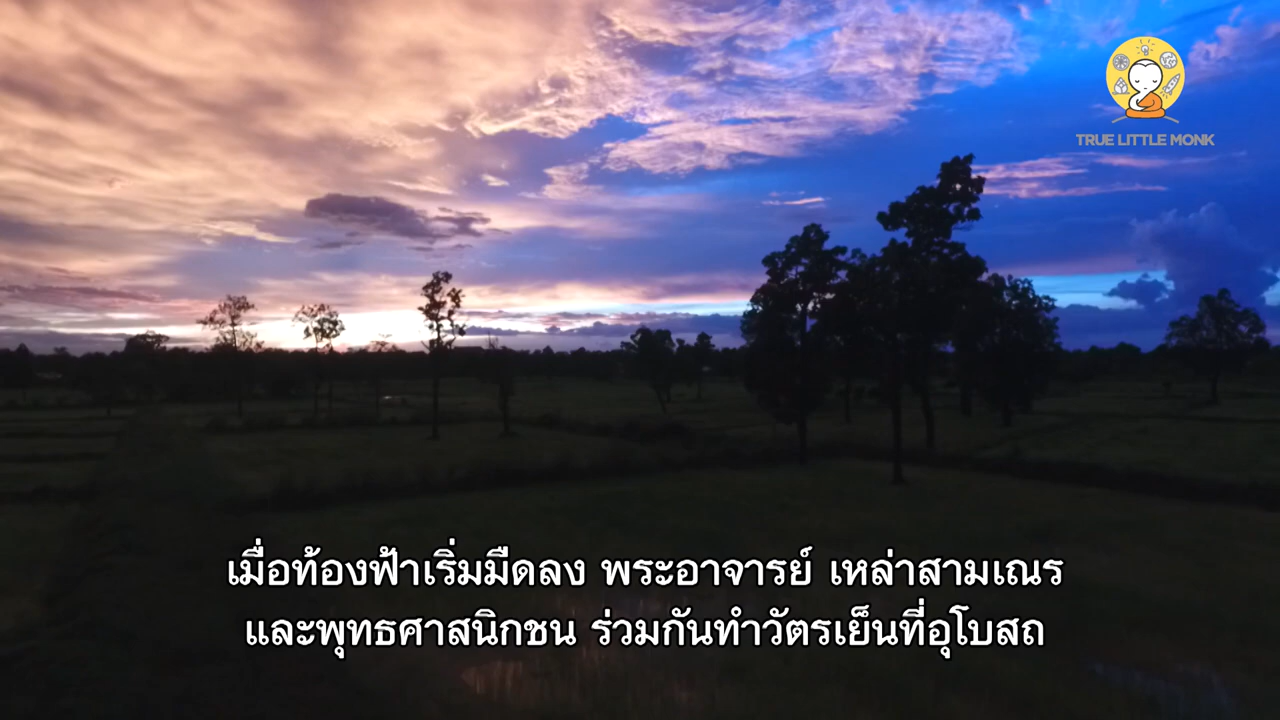 TRUE LITTLE MONK
เมื่อท้องฟ้าเริ่มมืดลง พระอาจารย์ เหล่าสามเณร
และพุทธศาสนิกชน ร่วมกันทำวัตรเย็นที่อุโบสถ